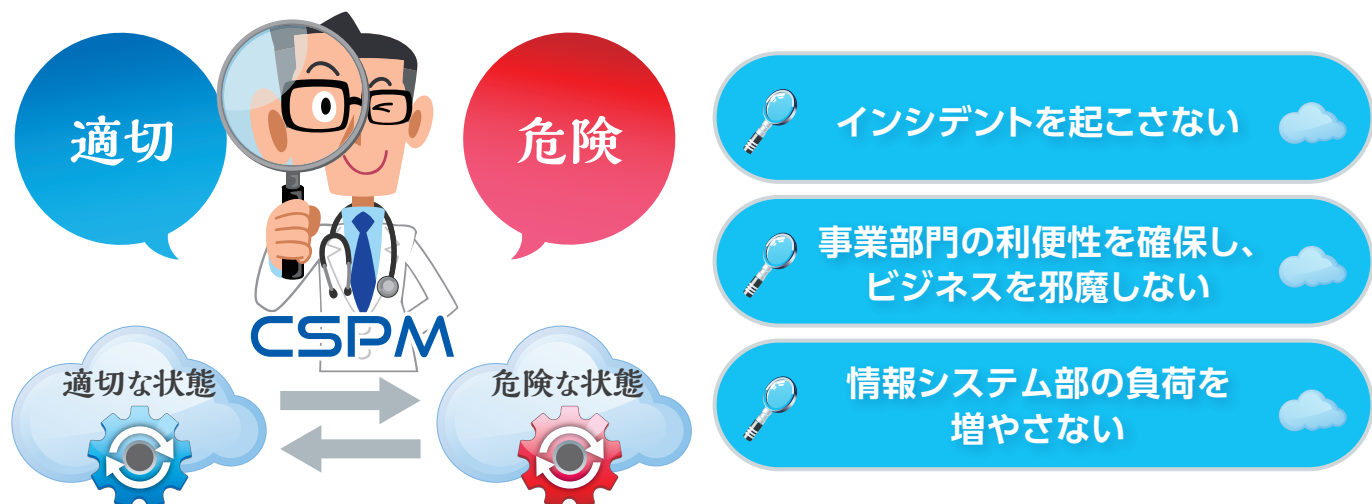 適切
危険
CSPM
適切な状態
危険な状態
インシデントを起こさない
事業部門の利便性を確保し、
ビジネスを邪魔しない
情報システム部の負荷を
増やさない